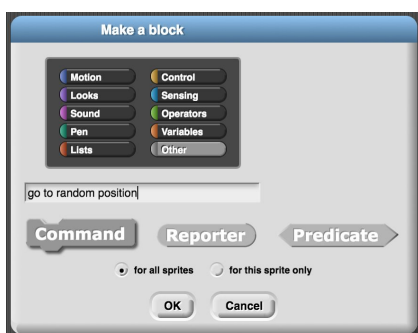 Make a block
Motion Control
Looks Sensing
Sound Operators
Pen Variables
Lists Other
go to random position
Command Reporter Predicate
for all sprites for this sprite only
OK Cancel